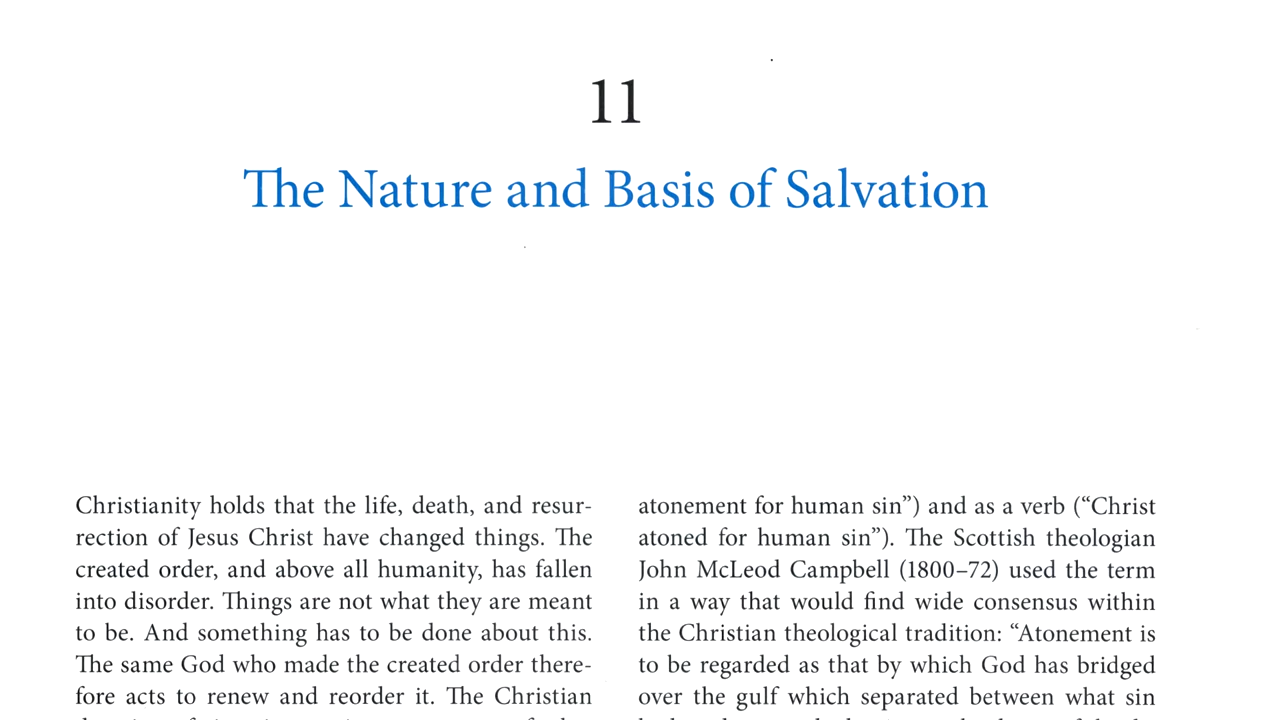 11
The Nature and Basis of Salvation
Christianity holds that the life, death, and resur-
rection of Jesus Christ have changed things. The
created order, and above all humanity, has fallen
into disorder. Things are not what they are meant
to be. And something has to be done about this.
The same God who made the created order there-
fore acts to renew and reorder it. The Christian
atonement for human sin”) and as a verb (“Christ
atoned for human sin”). The Scottish theologian
John McLeod Campbell (1800–72) used the term
in a way that would find wide consensus within
the Christian theological tradition: “Atonement is
to be regarded as that by which God has bridged
over the gulf which separated between what sin